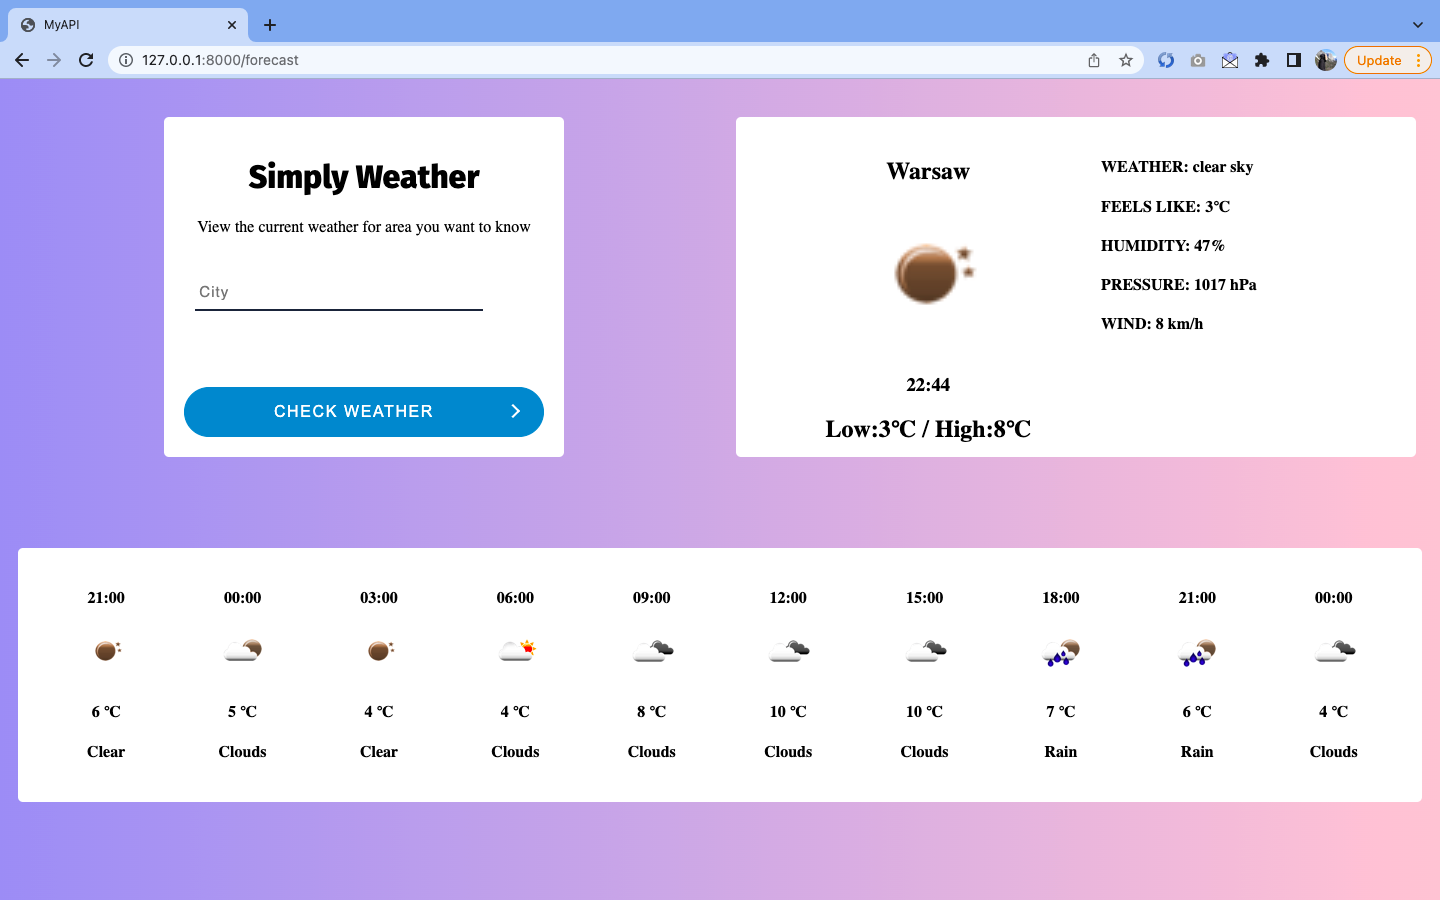 MyAPI
127.0.0.1:8000/forecast
Update
Simply Weather
View the current weather for area you want to know
City
CHECK WEATHER
Warsaw
22:44
Low:3°C / High:8°C
WEATHER: clear sky
FEELS LIKE: 3°C
HUMIDITY: 47%
PRESSURE: 1017 hPa
WIND: 8 km/h
21:00 00:00 03:00 06:00 09:00 12:00 15:00 18:00 21:00 00:00
6 °C 5 °C 4 °C 4 °C 8 °C 10 °C 10 °C 7 °C 6 °C 4 °C
Clear Clouds Clear Clouds Clouds Clouds Clouds Rain Rain Clouds